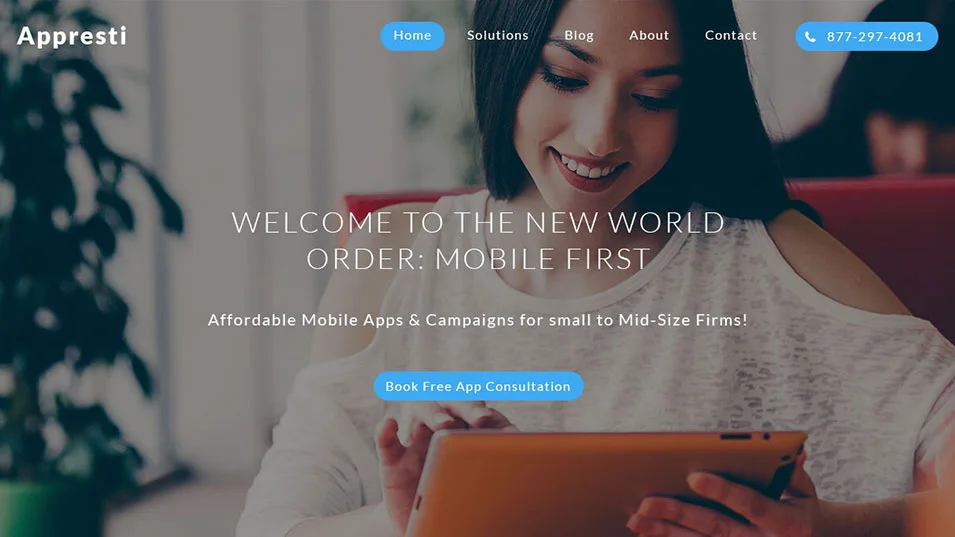 Appresti
Home
Solutions
Blog
About
Contact
877-297-4081
WELCOME TO THE NEW WORLD
ORDER: MOBILE FIRST
Affordable Mobile Apps & Campaigns for small to Mid-Size Firms!
Book Free App Consultation